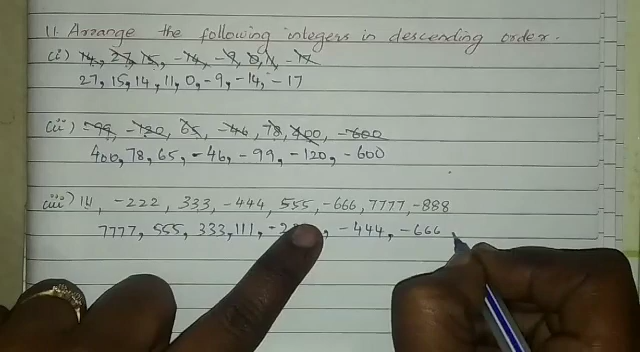 11. Arrange the following integers in descending order.
(i) 14, 27, 15, -14, -9, 0, 11, -17
27, 15, 14, 11, 0, -9, -14, -17
(ii) -99, -120, 65, -46, 78, 400, -600
400, 78, 65, -46, -99, -120, -600
(iii) 111, -222, 333, -444, 555, -666, 7777, -888
7777, 555, 333, 111, , -444, -666,